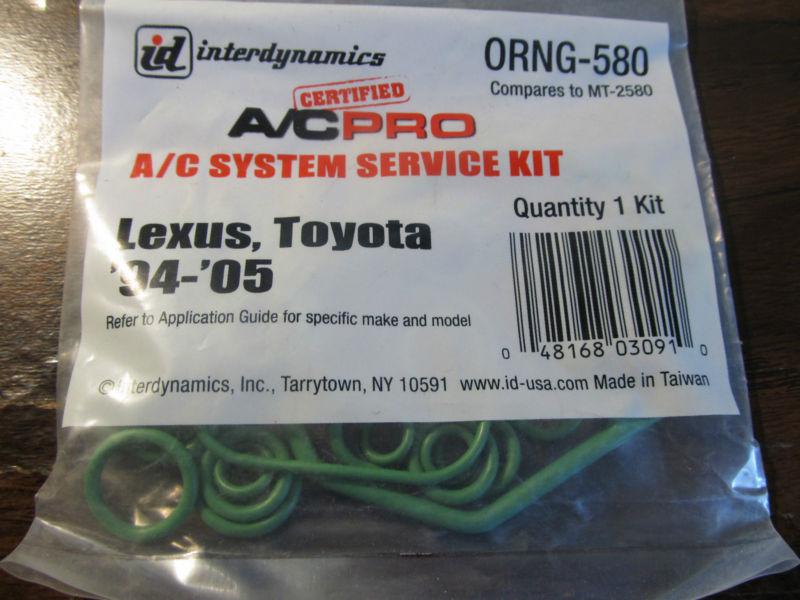 id interdynamics
ORNG-580
Compares to MT-2580
CERTIFIED
A/C PRO
A/C SYSTEM SERVICE KIT
Lexus, Toyota
'94-'05
Quantity 1 Kit
Refer to Application Guide for specific make and model
0 48168 03091 0
© Interdynamics, Inc., Tarrytown, NY 10591 www.id-usa.com Made in Taiwan